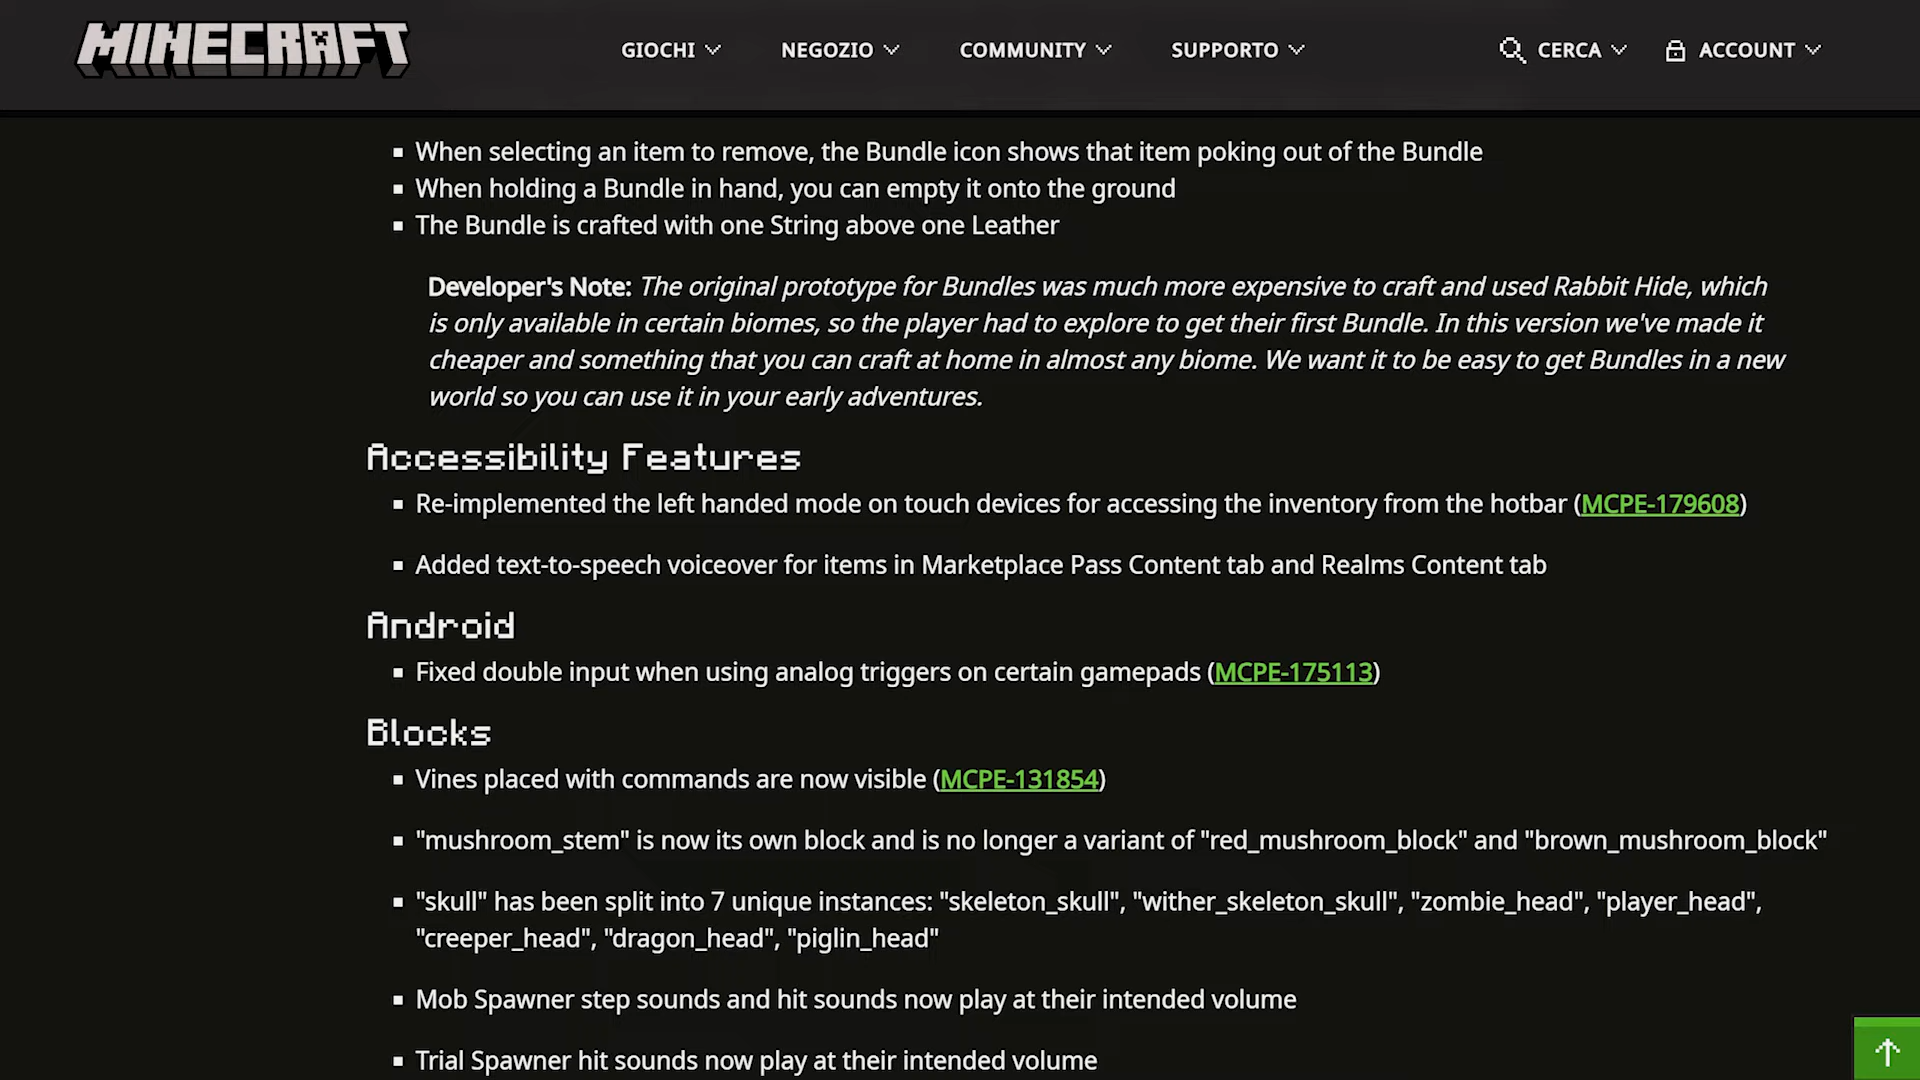 MINECRAFT
GIOCHI
NEGOZIO
COMMUNITY
SUPPORTO
CERCA
ACCOUNT
When selecting an item to remove, the Bundle icon shows that item poking out of the Bundle
When holding a Bundle in hand, you can empty it onto the ground
The Bundle is crafted with one String above one Leather
Developer's Note: The original prototype for Bundles was much more expensive to craft and used Rabbit Hide, which
is only available in certain biomes, so the player had to explore to get their first Bundle. In this version we've made it
cheaper and something that you can craft at home in almost any biome. We want it to be easy to get Bundles in a new
world so you can use it in your early adventures.
Accessibility Features
Re-implemented the left handed mode on touch devices for accessing the inventory from the hotbar (MCPE-179608)
Added text-to-speech voiceover for items in Marketplace Pass Content tab and Realms Content tab
Android
Fixed double input when using analog triggers on certain gamepads (MCPE-175113)
Blocks
Vines placed with commands are now visible (MCPE-131854)
"mushroom_stem" is now its own block and is no longer a variant of "red_mushroom_block" and "brown_mushroom_block"
"skull" has been split into 7 unique instances: "skeleton_skull", "wither_skeleton_skull", "zombie_head", "player_head",
"creeper_head", "dragon_head", "piglin_head"
Mob Spawner step sounds and hit sounds now play at their intended volume
Trial Spawner hit sounds now play at their intended volume